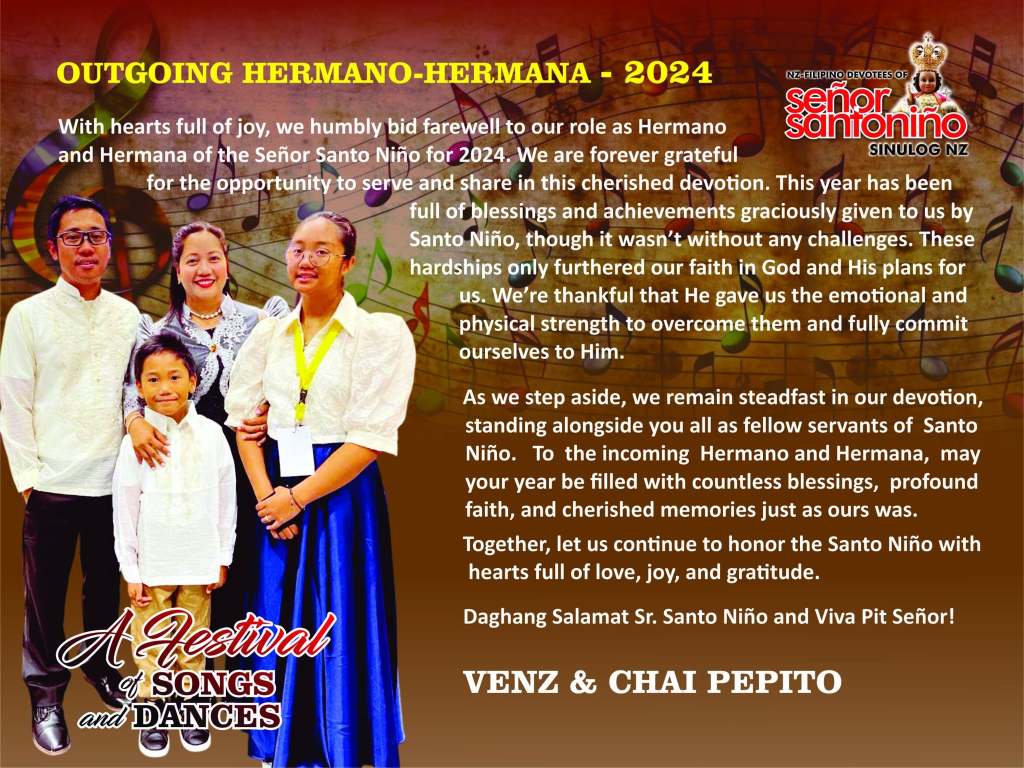 OUTGOING HERMANO-HERMANA - 2024
NZ-FILIPINO DEVOTEES OF
señor
santoniño
SINULOG NZ
With hearts full of joy, we humbly bid farewell to our role as Hermano
and Hermana of the Señor Santo Niño for 2024. We are forever grateful
for the opportunity to serve and share in this cherished devotion. This year has been
full of blessings and achievements graciously given to us by
Santo Niño, though it wasn't without any challenges. These
hardships only furthered our faith in God and His plans for
us. We're thankful that He gave us the emotional and
physical strength to overcome them and fully commit
ourselves to Him.
As we step aside, we remain steadfast in our devotion,
standing alongside you all as fellow servants of Santo
Niño. To the incoming Hermano and Hermana, may
your year be filled with countless blessings, profound
faith, and cherished memories just as ours was.
Together, let us continue to honor the Santo Niño with
hearts full of love, joy, and gratitude.
Daghang Salamat Sr. Santo Niño and Viva Pit Señor!
VENZ & CHAI PEPITO
A Festival
of SONGS
and DANCES